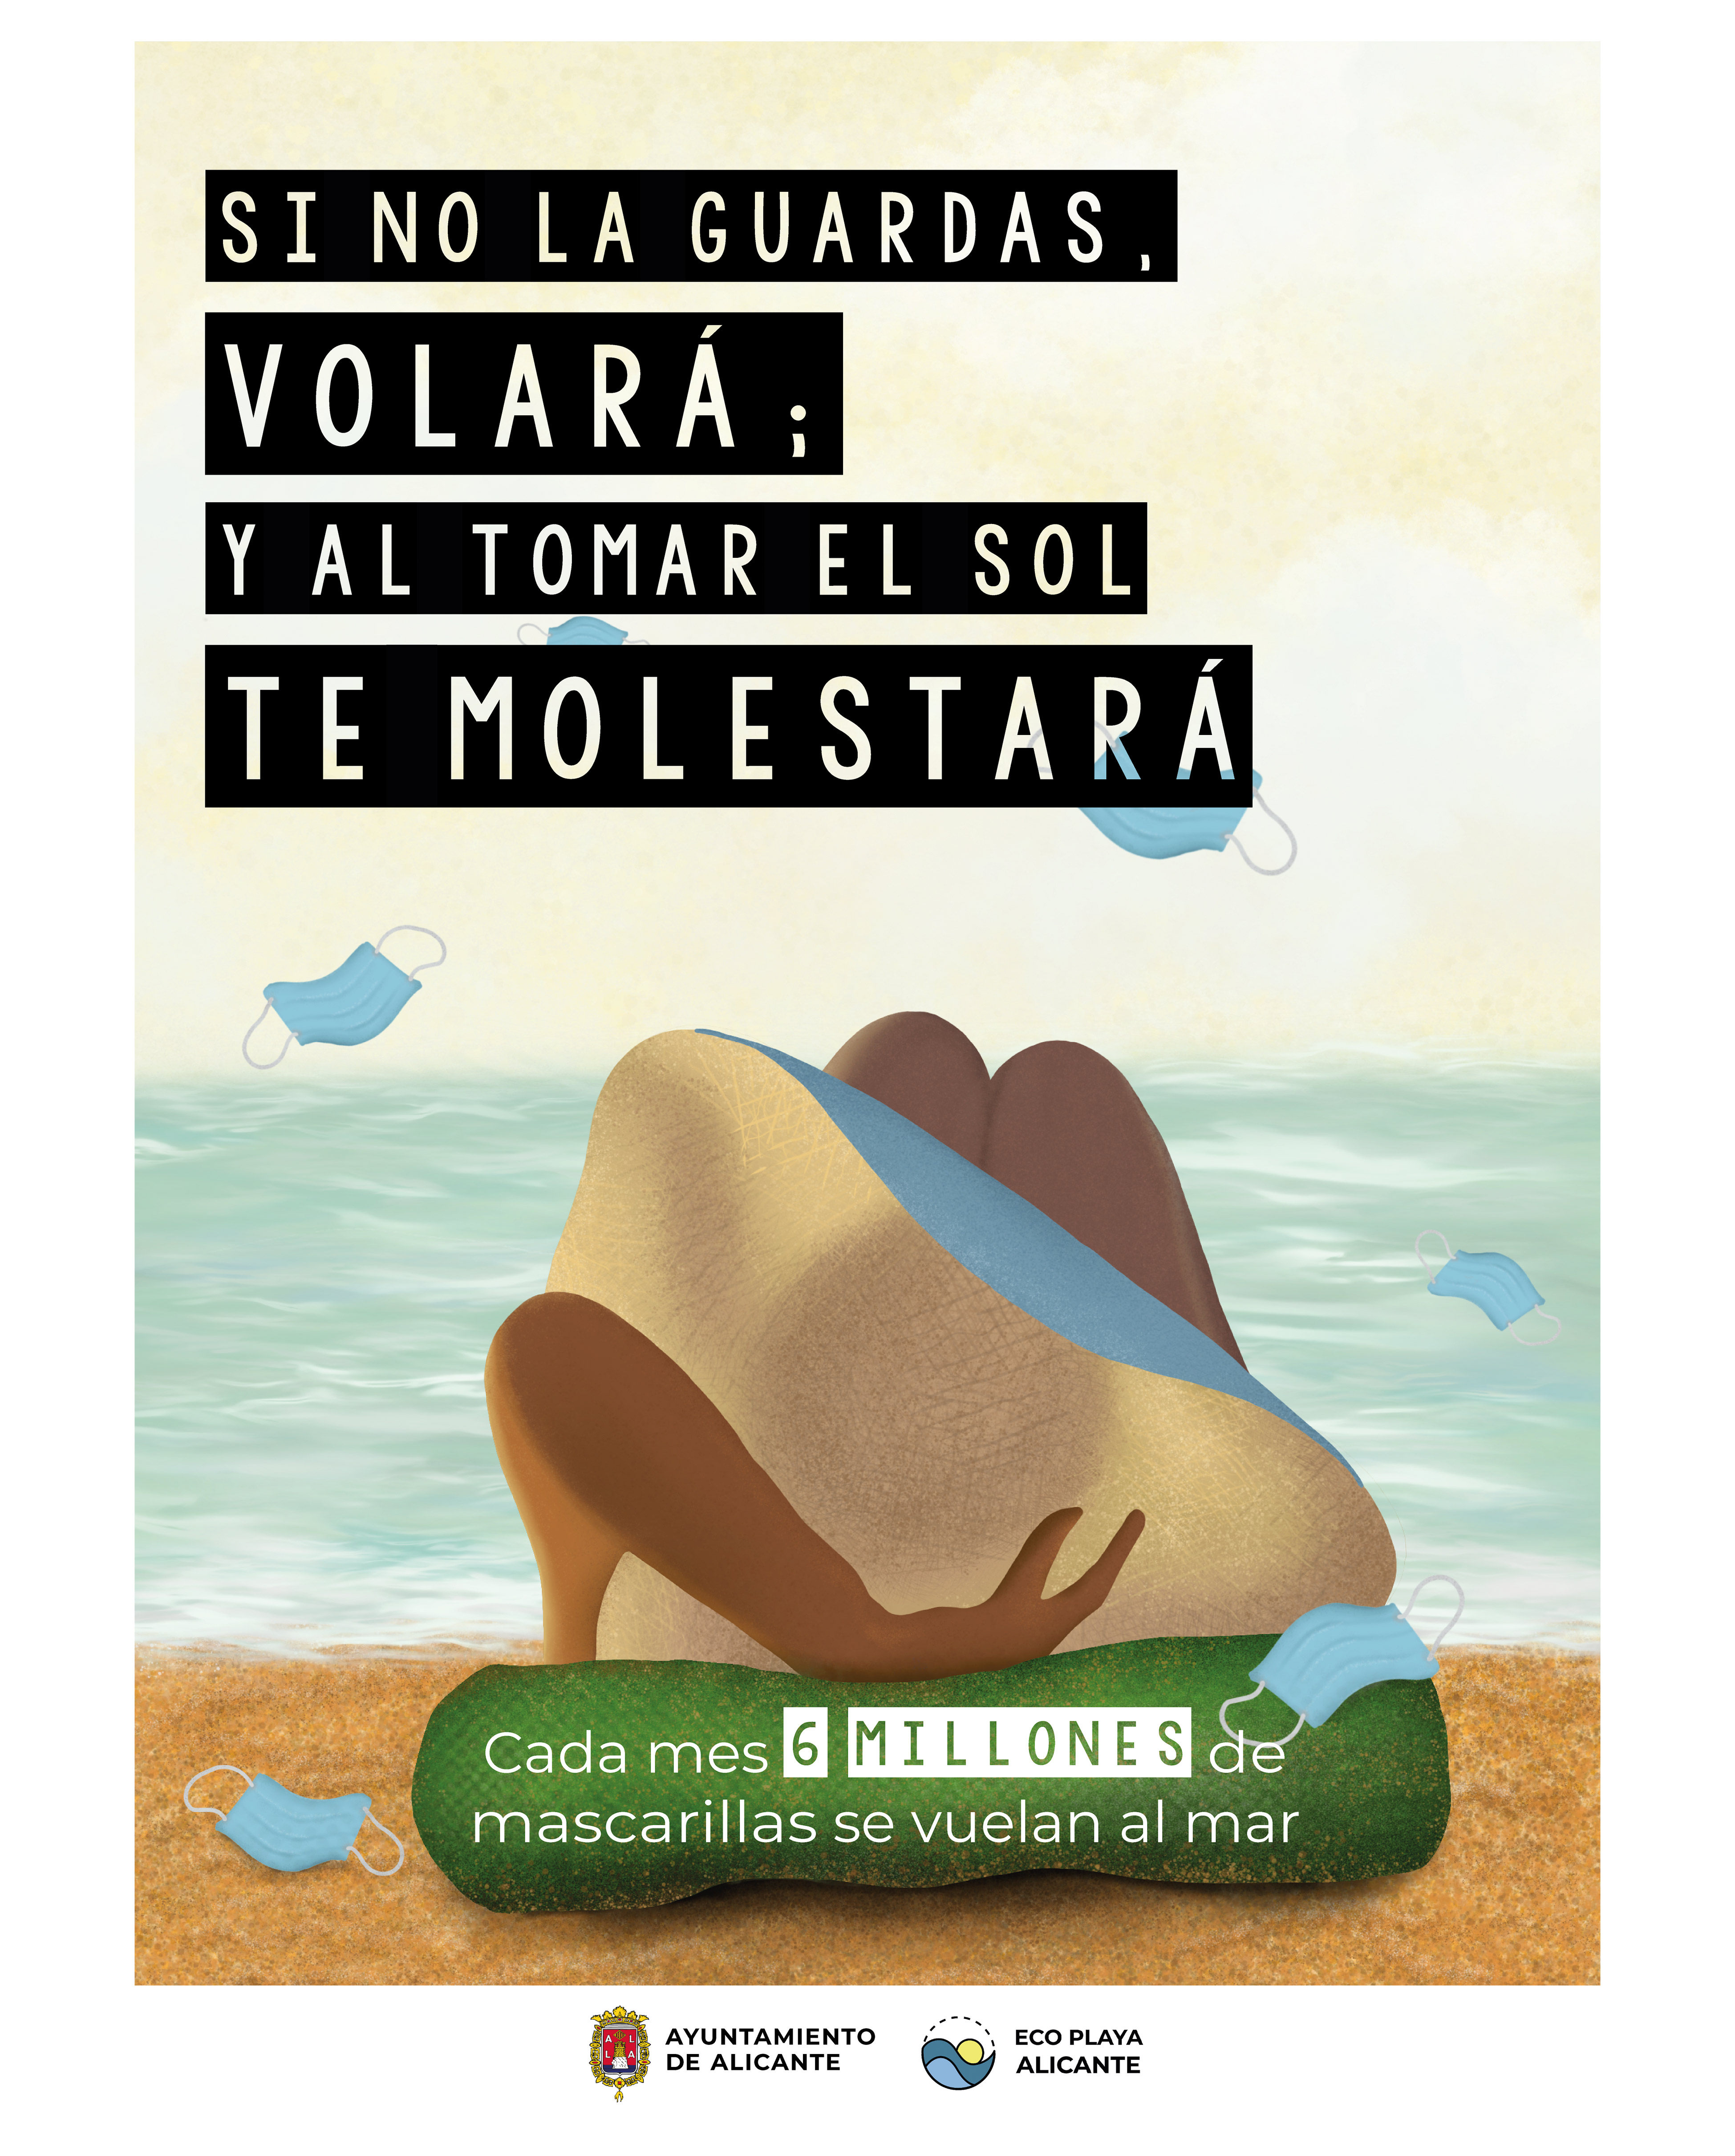 SI NO LA GUARDAS,
VOLARÁ;
Y AL TOMAR EL SOL
TE MOLESTARÁ
Cada mes 6 MILLONES de
mascarillas se vuelan al mar
A L
L A
AYUNTAMIENTO
DE ALICANTE
ECO PLAYA
ALICANTE